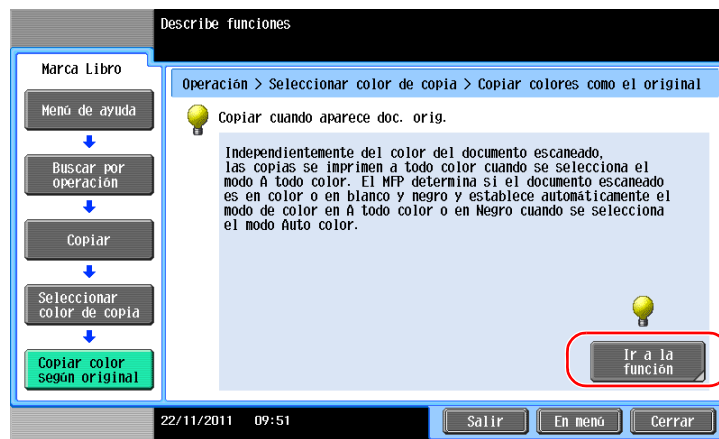 Describe funciones
Marca Libro
Menú de ayuda
Buscar por
operación
Copiar
Seleccionar
color de copia
Copiar color
según original
Operación > Seleccionar color de copia > Copiar colores como el original
Copiar cuando aparece doc. orig.
Independientemente del color del documento escaneado,
las copias se imprimen a todo color cuando se selecciona el
modo A todo color. El MFP determina si el documento escaneado
es en color o en blanco y negro y establece automáticamente el
modo de color en A todo color o en Negro cuando se selecciona
el modo Auto color.
Ir a la
función
22/11/2011 09:51
Salir
En menú
Cerrar